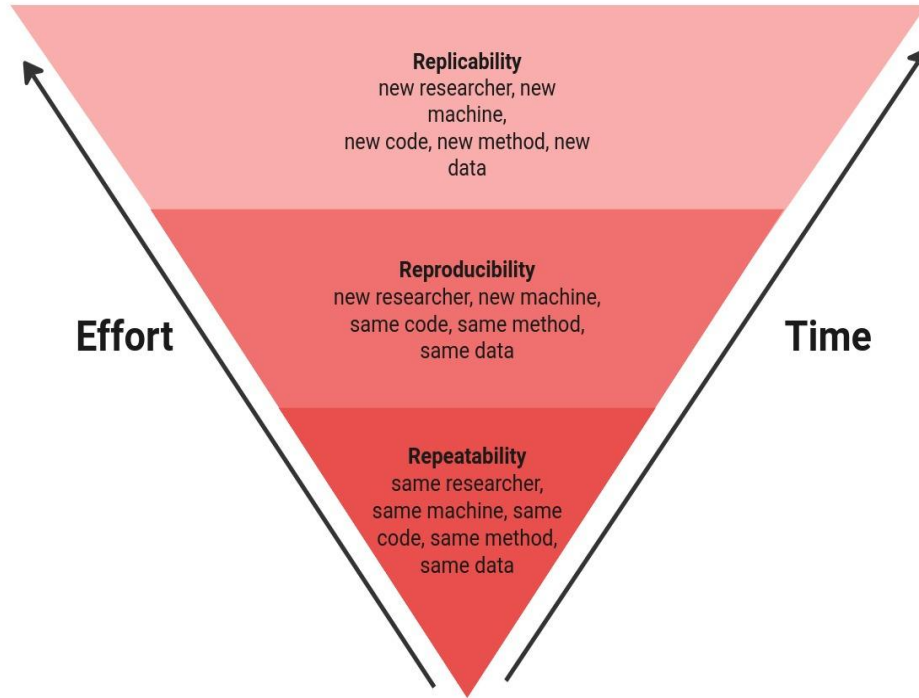 Replicability
new researcher, new
machine,
new code, new method, new
data
Reproducibility
new researcher, new machine,
same code, same method,
same data
Effort
Time
Repeatability
same researcher,
same machine, same
code, same method,
same data